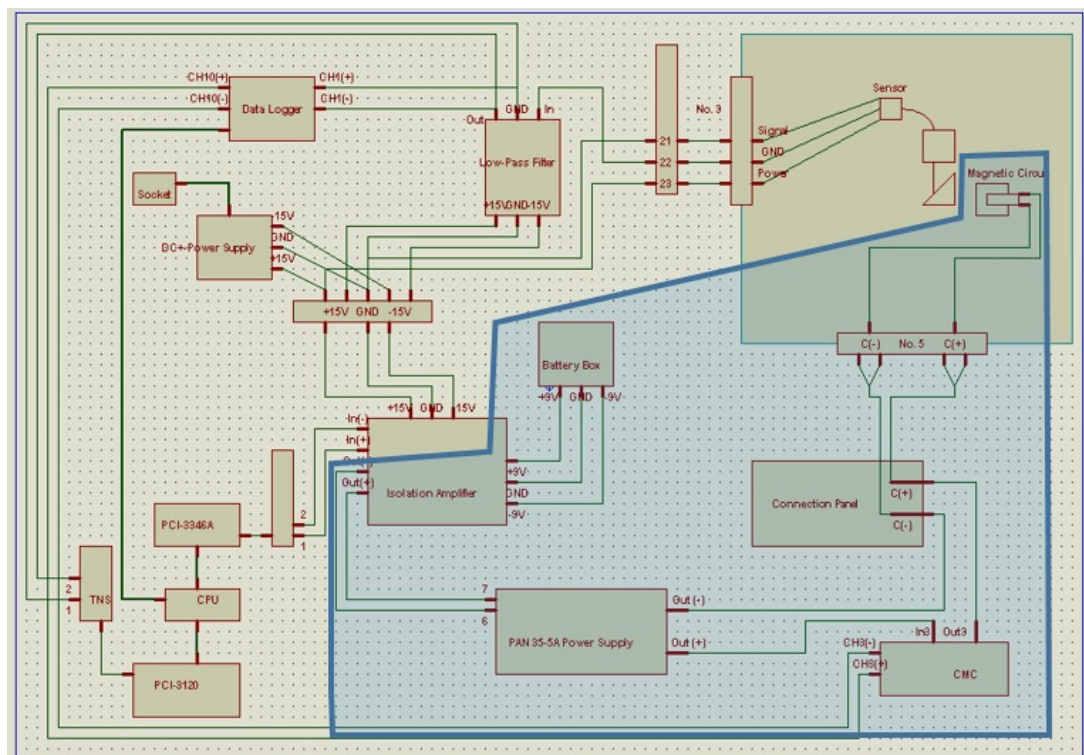 CH10(+)
CH1(+)
CH10(-)
CH1(-)
Data Logger
Out
GND
In
Low-Pass Filter
+15V
GND
-15V
No. 3
21
22
23
Signal
GND
Power
Sensor
Magnetic Circu
Socket
DC+-Power Supply
-15V
GND
+15V
+15V
GND
-15V
Battery Box
+9V
GND
-9V
C(-)
No. 5
C(+)
+15V
GND
15V
In(-)
In(+)
Out(+)
Isolation Amplifier
+9V
GND
-9V
Connection Panel
C(+)
C(-)
PCI-3346A
2
1
CPU
2
1
TNS
PCI-3120
7
6
PAN 35-5A Power Supply
Out (-)
Out (+)
In3
Out3
CH3(-)
CH3(+)
CMC